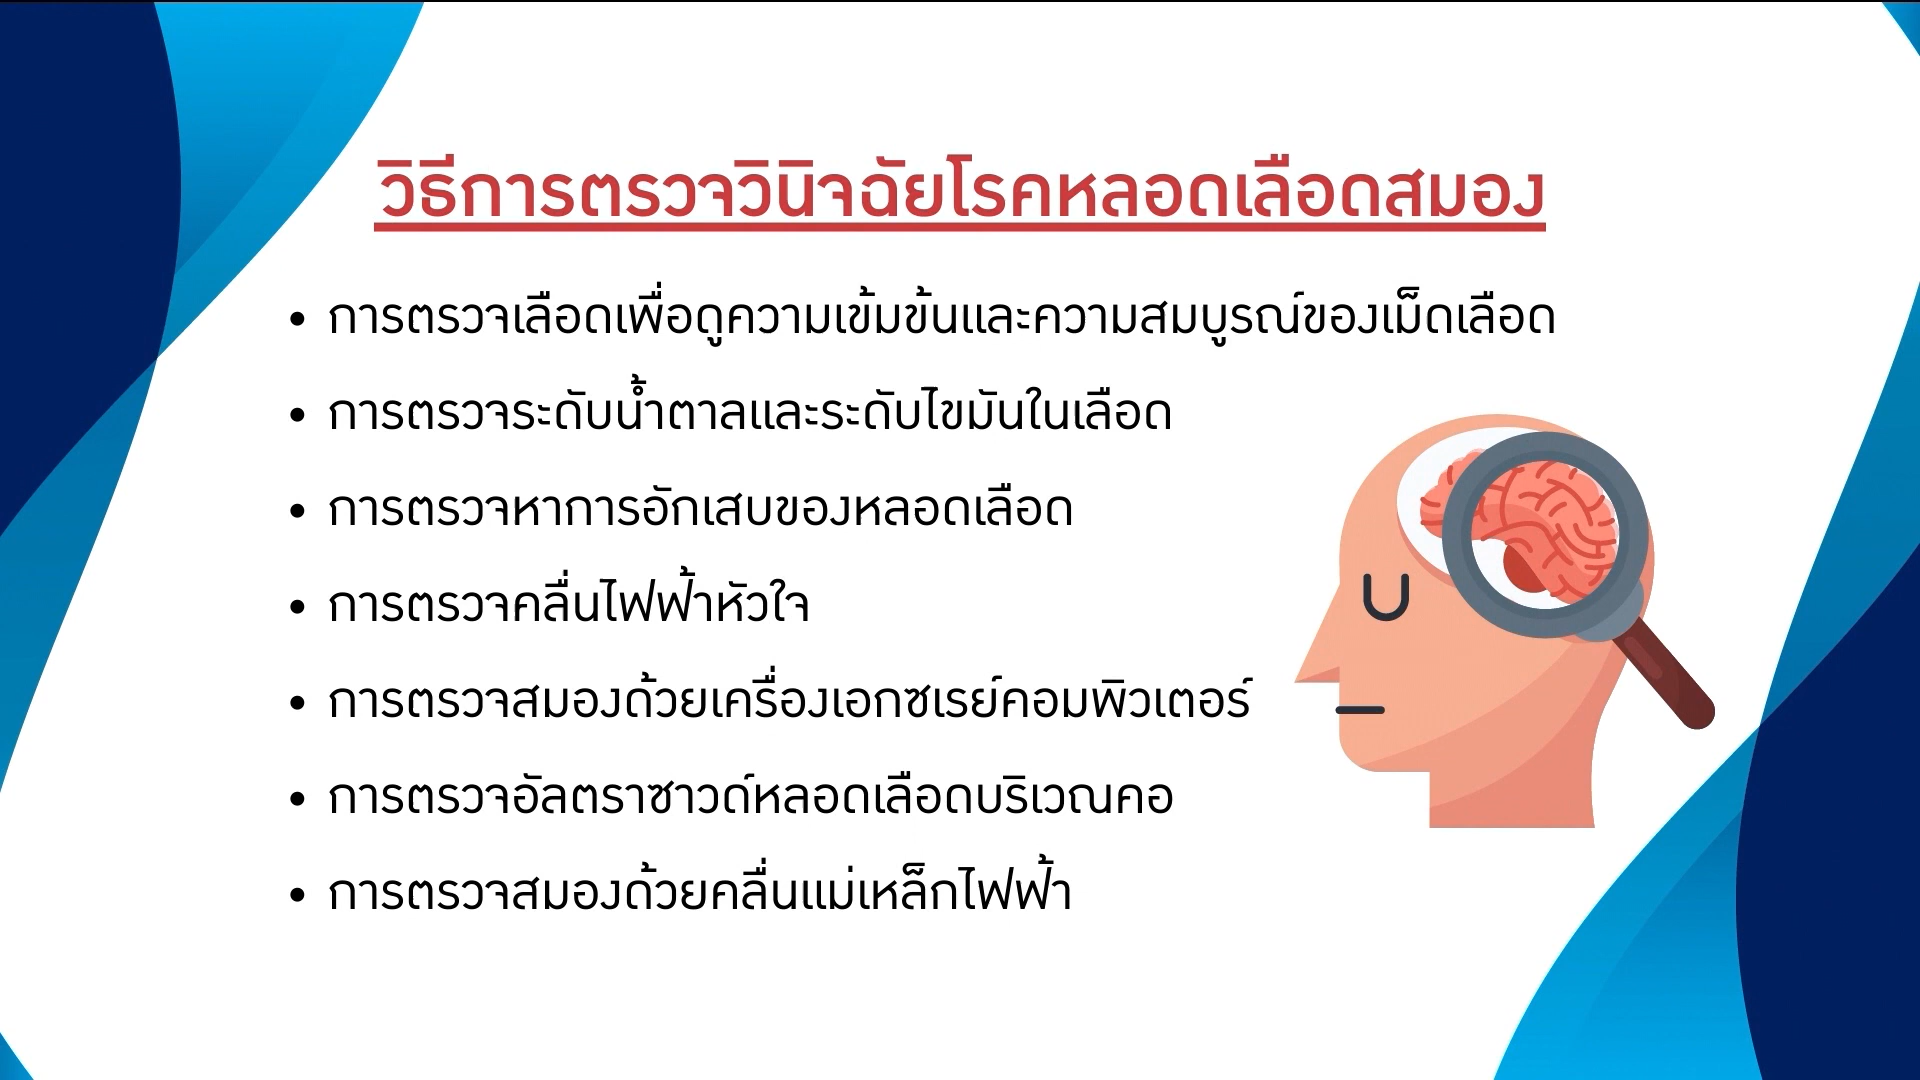 วิธีการตรวจวินิจฉัยโรคหลอดเลือดสมอง
• การตรวจเลือดเพื่อดูความเข้มข้นและความสมบูรณ์ของเม็ดเลือด
• การตรวจระดับน้ำตาลและระดับไขมันในเลือด
• การตรวจหาการอักเสบของหลอดเลือด
• การตรวจคลื่นไฟฟ้าหัวใจ
• การตรวจสมองด้วยเครื่องเอกซเรย์คอมพิวเตอร์
• การตรวจอัลตราซาวด์หลอดเลือดบริเวณคอ
• การตรวจสมองด้วยคลื่นแม่เหล็กไฟฟ้า